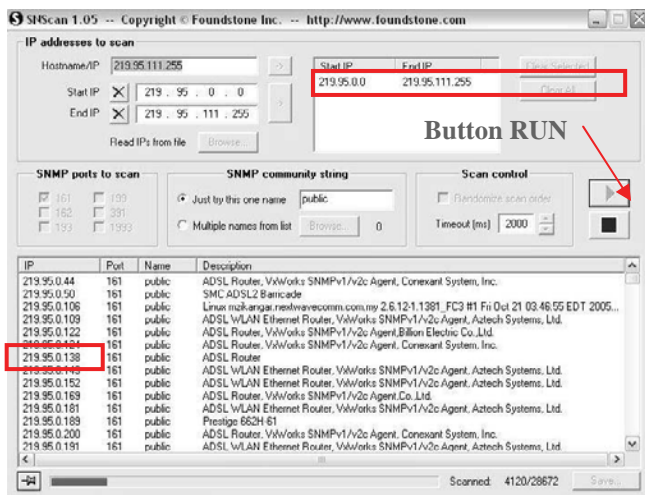 SNScan 1.05 -- Copyright © Foundstone Inc. -- http://www.foundstone.com
IP addresses to scan
Hostname/IP 219.95.111.255
Start IP 219 . 95 . 0 . 0
End IP 219 . 95 . 111 . 255
Read IPs from file Browse...
Start IP End IP
219.95.0.0 219.95.111.255
Clear Selected
Clear All
Button RUN
SNMP ports to scan
161 199
162 391
193 1993
SNMP community string
Just try this one name public
Multiple names from list Browse... 0
Scan control
Randomize scan order
Timeout (ms) 2000
IP Port Name Description
219.95.0.44 161 public ADSL Router, VxWorks SNMPv1/v2c Agent, Conexant System, Inc.
219.95.0.50 161 public SMC ADSL2 Barricade
219.95.0.106 161 public Linux mzikangar.nextwavecomm.com.my 2.6.12-1.1381_FC3 #1 Fri Oct 21 03:46:55 EDT 2005...
219.95.0.109 161 public ADSL WLAN Ethernet Router, VxWorks SNMPv1/v2c Agent, Aztech Systems, Ltd.
219.95.0.122 161 public ADSL Router, VxWorks SNMPv1/v2c Agent,Billion Electric Co.,Ltd.
161 public ADSL Router, VxWorks SNMPv1/v2c Agent, Conexant System, Inc.
219.95.0.138 161 public ADSL Router
161 public ADSL WLAN Ethernet Router, VxWorks SNMPv1/v2c Agent, Aztech Systems, Ltd.
219.95.0.152 161 public ADSL WLAN Ethernet Router, VxWorks SNMPv1/v2c Agent, Aztech Systems, Ltd.
219.95.0.169 161 public ADSL Router, VxWorks SNMPv1/v2c Agent,Co.,Ltd.
219.95.0.181 161 public ADSL WLAN Ethernet Router, VxWorks SNMPv1/v2c Agent, Aztech Systems, Ltd.
219.95.0.189 161 public Prestige 662H-61
219.95.0.200 161 public ADSL Router, VxWorks SNMPv1/v2c Agent, Conexant System, Inc.
219.95.0.191 161 public ADSL WLAN Ethernet Router, VxWorks SNMPv1/v2c Agent, Aztech Systems, Ltd.
Scanned: 4120/28672 Save...